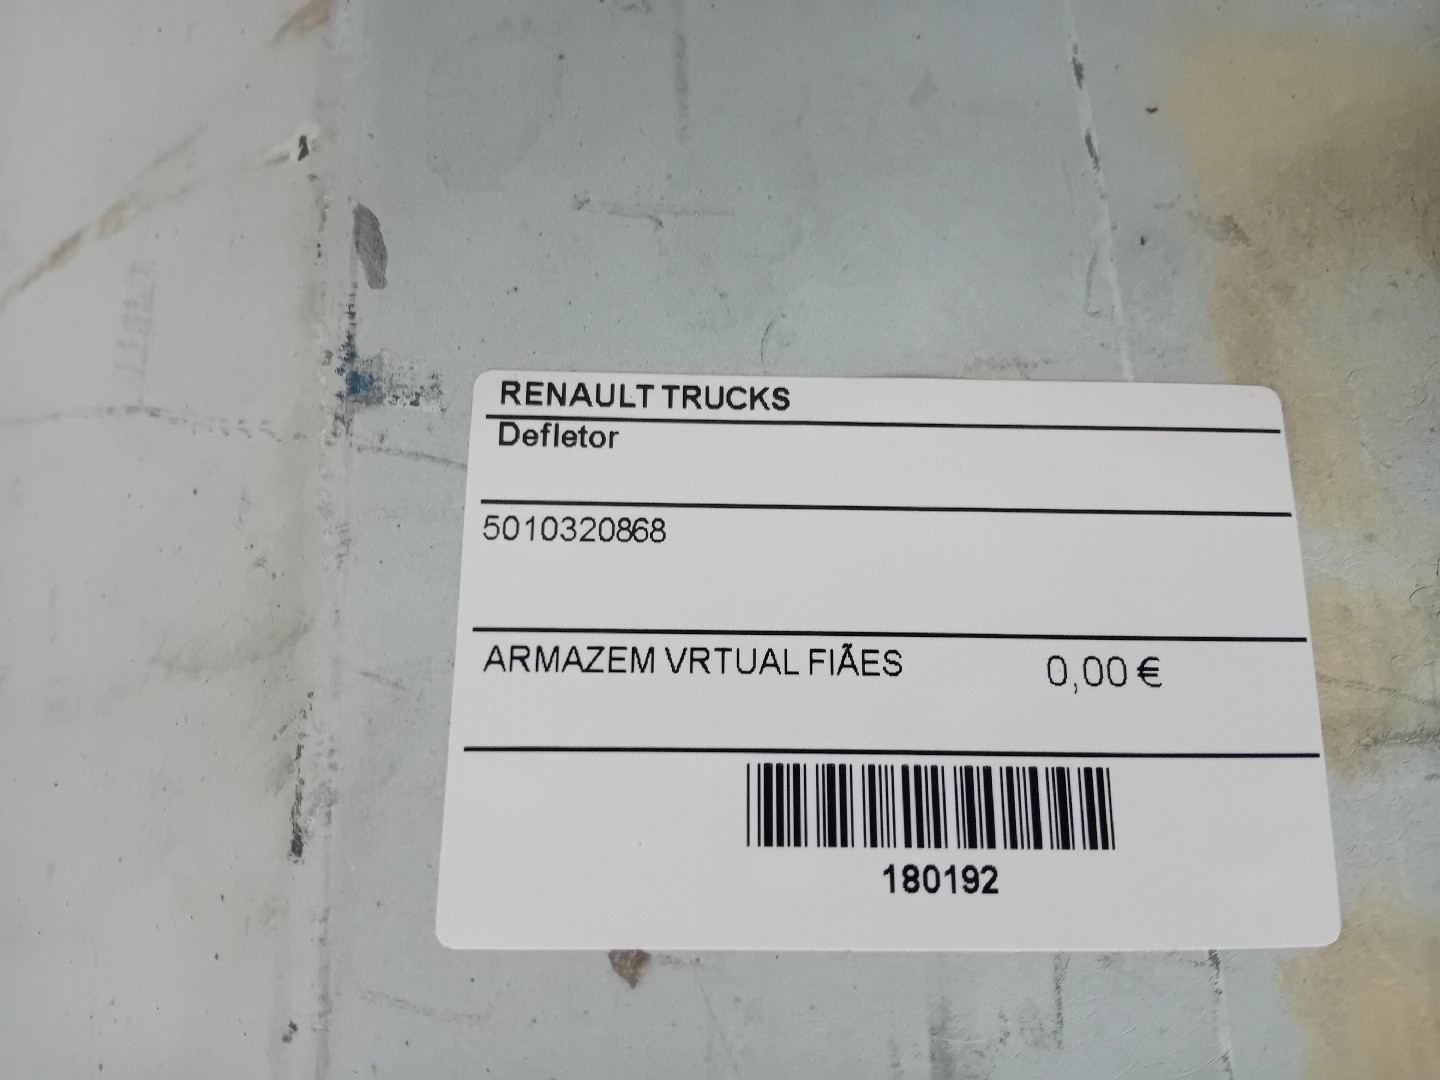 RENAULT TRUCKS
Defletor
5010320868
ARMAZEM VRTUAL FIÃES 0,00 €
180192